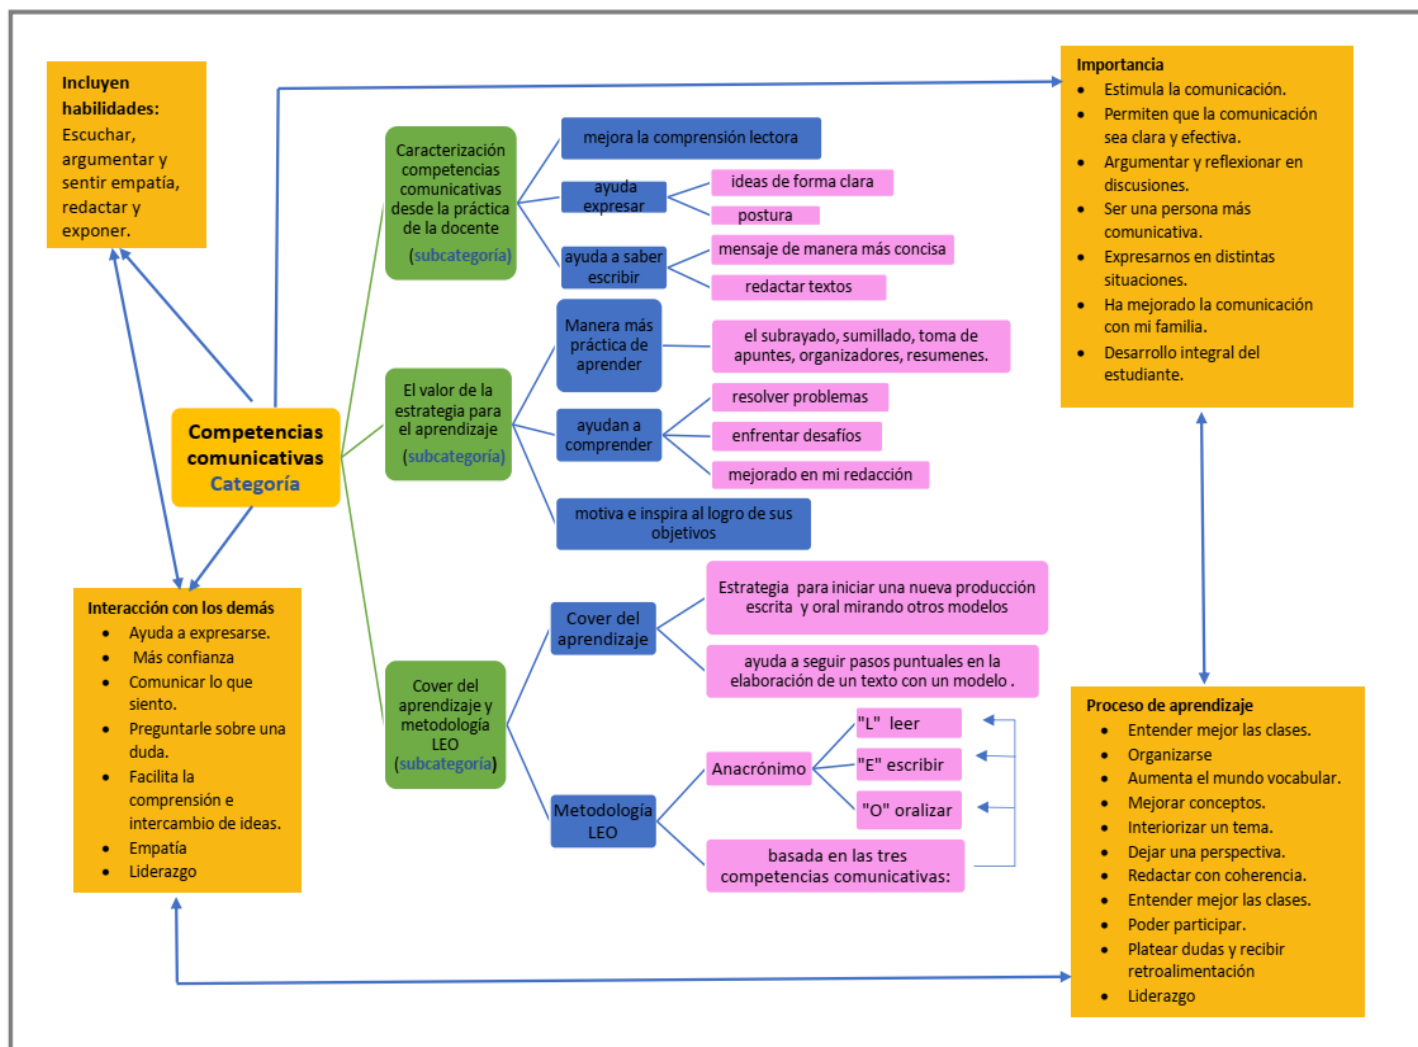 Incluyen
habilidades:
Escuchar,
argumentar y
sentir empatía,
redactar y
exponer.
Importancia
• Estimula la comunicación.
• Permiten que la comunicación
sea clara y efectiva.
• Argumentar y reflexionar en
discusiones.
• Ser una persona más
comunicativa.
• Expresarnos en distintas
situaciones.
• Ha mejorado la comunicación
con mi familia.
• Desarrollo integral del
estudiante.
Competencias
comunicativas
Categoría
Caracterización
competencias
comunicativas
desde la práctica
de la docente
(subcategoría)
mejora la comprensión lectora
ayuda
expresar
ideas de forma clara
postura
ayuda a saber
escribir
mensaje de manera más concisa
redactar textos
El valor de la
estrategia para
el aprendizaje
(subcategoría)
Manera más
práctica de
aprender
el subrayado, sumillado, toma de
apuntes, organizadores, resumenes.
ayudan a
comprender
resolver problemas
enfrentar desafíos
mejorado en mi redacción
motiva e inspira al logro de sus
objetivos
Cover del
aprendizaje y
metodología
LEO
(subcategoría)
Cover del
aprendizaje
Estrategia para iniciar una nueva producción
escrita y oral mirando otros modelos
ayuda a seguir pasos puntuales en la
elaboración de un texto con un modelo .
Metodología
LEO
Anacrónimo
"L" leer
"E" escribir
"O" oralizar
basada en las tres
competencias comunicativas:
Interacción con los demás
• Ayuda a expresarse.
• Más confianza
• Comunicar lo que
siento.
• Preguntarle sobre una
duda.
• Facilita la
comprensión e
intercambio de ideas.
• Empatía
• Liderazgo
Proceso de aprendizaje
• Entender mejor las clases.
• Organizarse
• Aumenta el mundo vocabular.
• Mejorar conceptos.
• Interiorizar un tema.
• Dejar una perspectiva.
• Redactar con coherencia.
• Entender mejor las clases.
• Poder participar.
• Platear dudas y recibir
retroalimentación
• Liderazgo